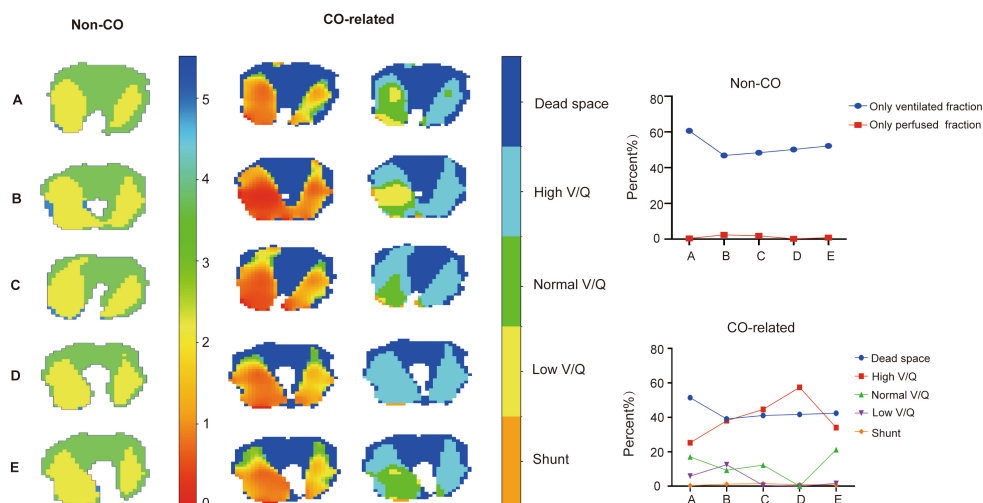 Non-CO
CO-related
A
B
C
D
E
5
4
3
2
1
0
Dead space
High V/Q
Normal V/Q
Low V/Q
Shunt
Non-CO
Percent%)
80
60
40
20
0
A B C D E
Only ventilated fraction
Only perfused fraction
CO-related
Percent%)
80
60
40
20
0
A B C D E
Dead space
High V/Q
Normal V/Q
Low V/Q
Shunt